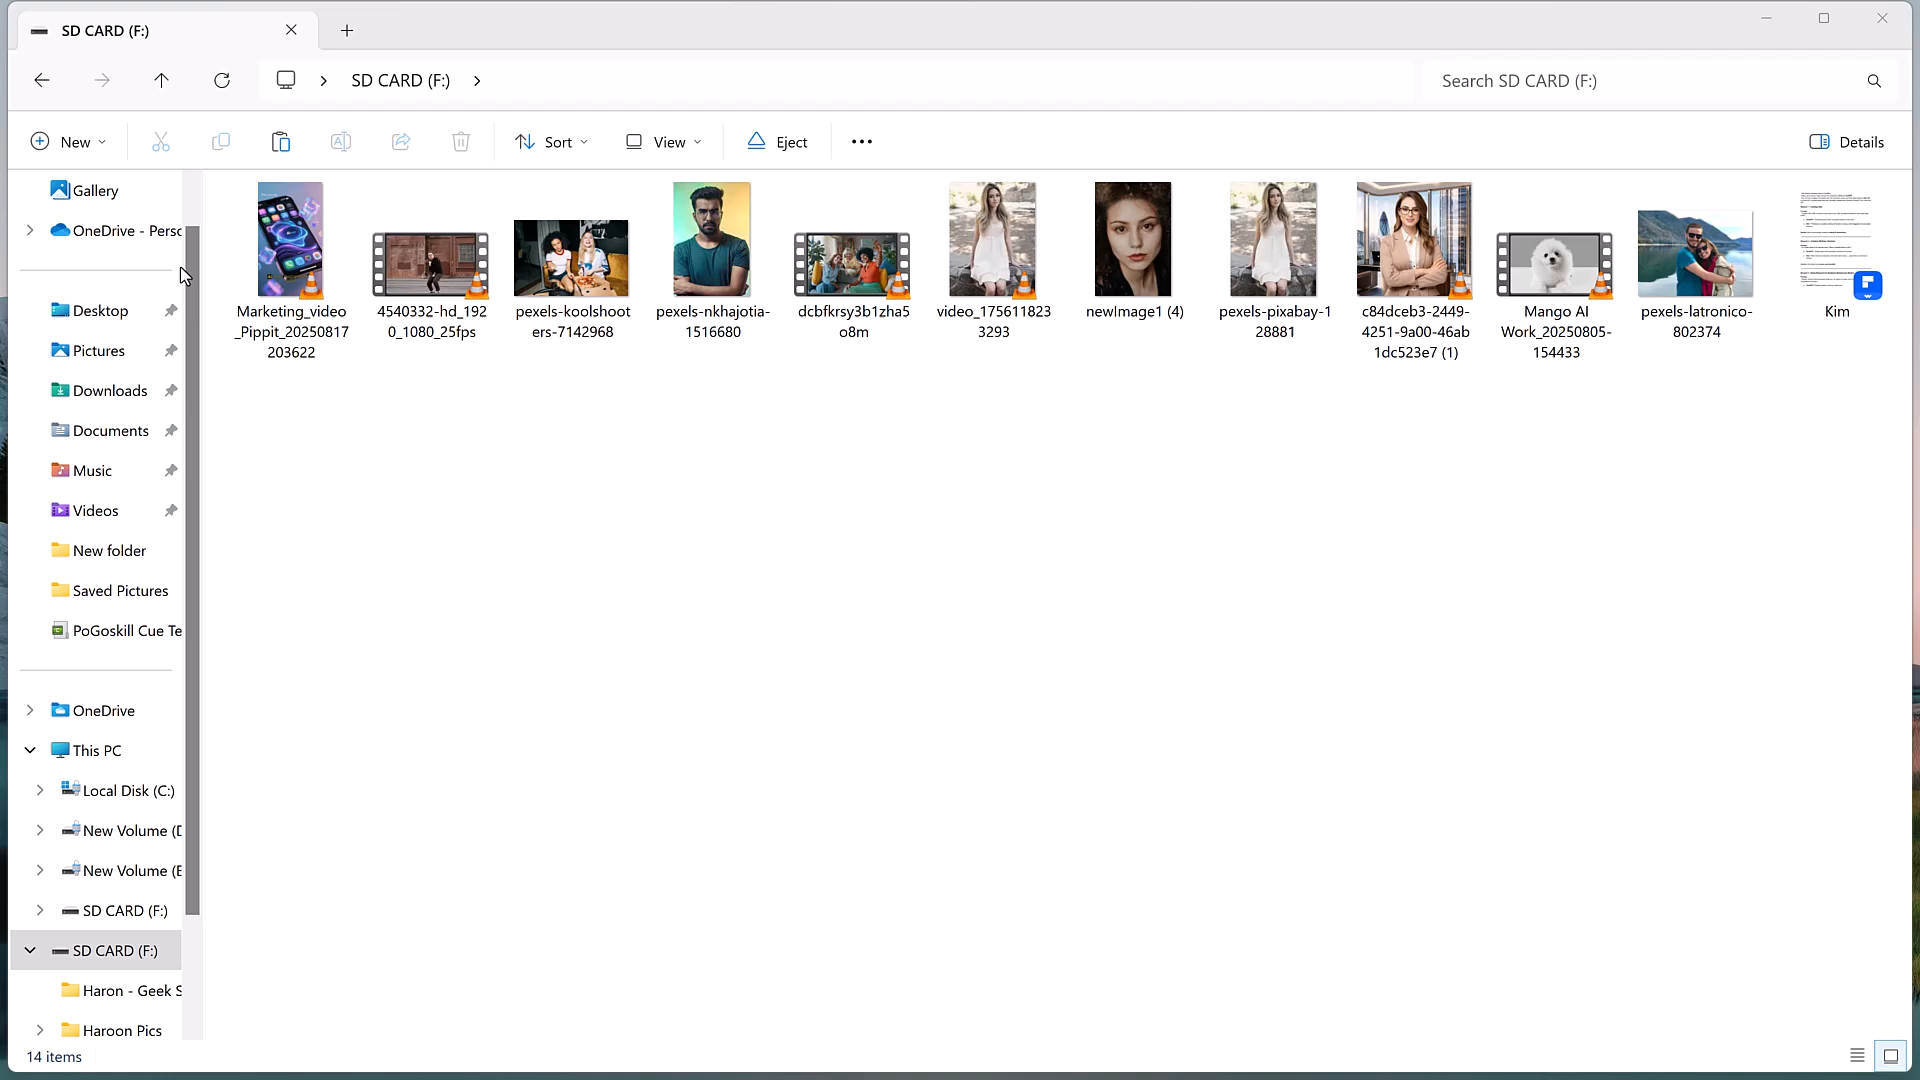 SD CARD (F:)
SD CARD (F:)
Search SD CARD (F:)
New
Sort
View
Eject
Details
Gallery
OneDrive - Perso
Desktop
Pictures
Downloads
Documents
Music
Videos
New folder
Saved Pictures
PoGoskill Cue Te
OneDrive
This PC
Local Disk (C:)
New Volume (D
New Volume (E
SD CARD (F:)
SD CARD (F:)
Haron - Geek S
Haroon Pics
Marketing_video
_Pippit_20250817
203622
4540332-hd_192
0_1080_25fps
pexels-koolshoot
ers-7142968
pexels-nkhajotia-
1516680
dcbfkrsy3b1zha5
o8m
video_175611823
3293
newImage1 (4)
pexels-pixabay-1
28881
c84dceb3-2449-
4251-9a00-46ab
1dc523e7 (1)
Mango AI
Work_20250805-
154433
pexels-latronico-
802374
Kim
14 items